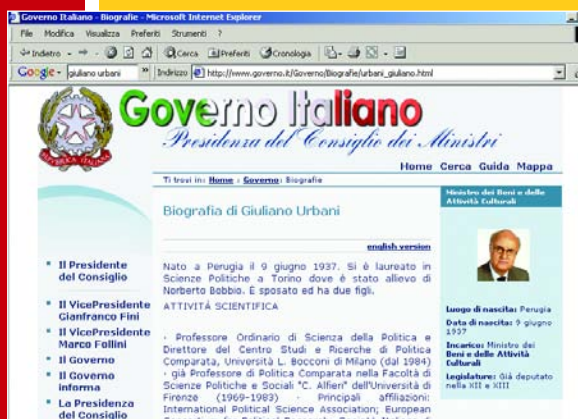 Governo Italiano - Biografie - Microsoft Internet Explorer
File Modifica Visualizza Preferiti Strumenti ?
Indietro Cerca Preferiti Cronologia
Google giuliano urbani Indirizzo http://www.governo.it/Governo/Biografie/urbani_giuliano.html
Governo Italiano
Presidenza del Consiglio dei Ministri
REPVBBLICA ITALIANA
Home Cerca Guida Mappa
Ti trovi in: Home : Governo: Biografie
Biografia di Giuliano Urbani
english version
Nato a Perugia il 9 giugno 1937. Si è laureato in
Scienze Politiche a Torino dove è stato allievo di
Norberto Bobbio. È sposato ed ha due figli.
ATTIVITÁ SCIENTIFICA
· Professore Ordinario di Scienza della Politica e
Direttore del Centro Studi e Ricerche di Politica
Comparata, Università L. Bocconi di Milano (dal 1984)
· già Professore di Politica Comparata nella Facoltà di
Scienze Politiche e Sociali "C. Alfieri" dell'Università di
Firenze (1969-1983) · Principali affiliazioni:
International Political Science Association; European
Il Presidente
del Consiglio
Il VicePresidente
Gianfranco Fini
Il VicePresidente
Marco Follini
Il Governo
Il Governo
informa
La Presidenza
del Consiglio
Ministro dei Beni e delle
Attività Culturali
Luogo di nascita: Perugia
Data di nascita: 9 giugno
1937
Incarico: Ministro dei
Beni e delle Attività
Culturali
Legislature: Già deputato
nella XII e XIII